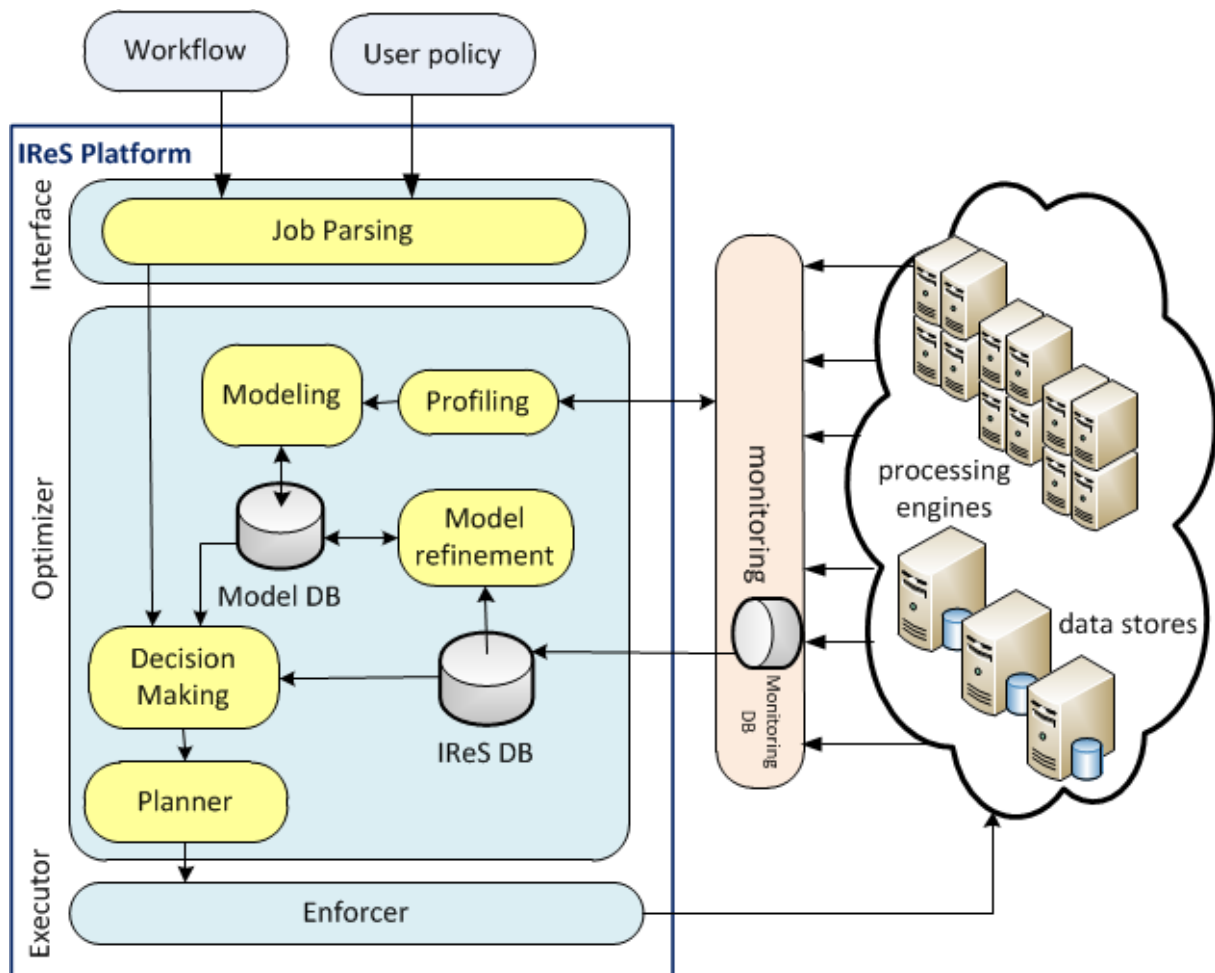 Workflow
User policy
IReS Platform
Interface
Job Parsing
Optimizer
Modeling
Profiling
Model
refinement
Model DB
Decision
Making
IReS DB
Planner
Executor
Enforcer
monitoring
Monitoring
DB
processing
engines
data stores